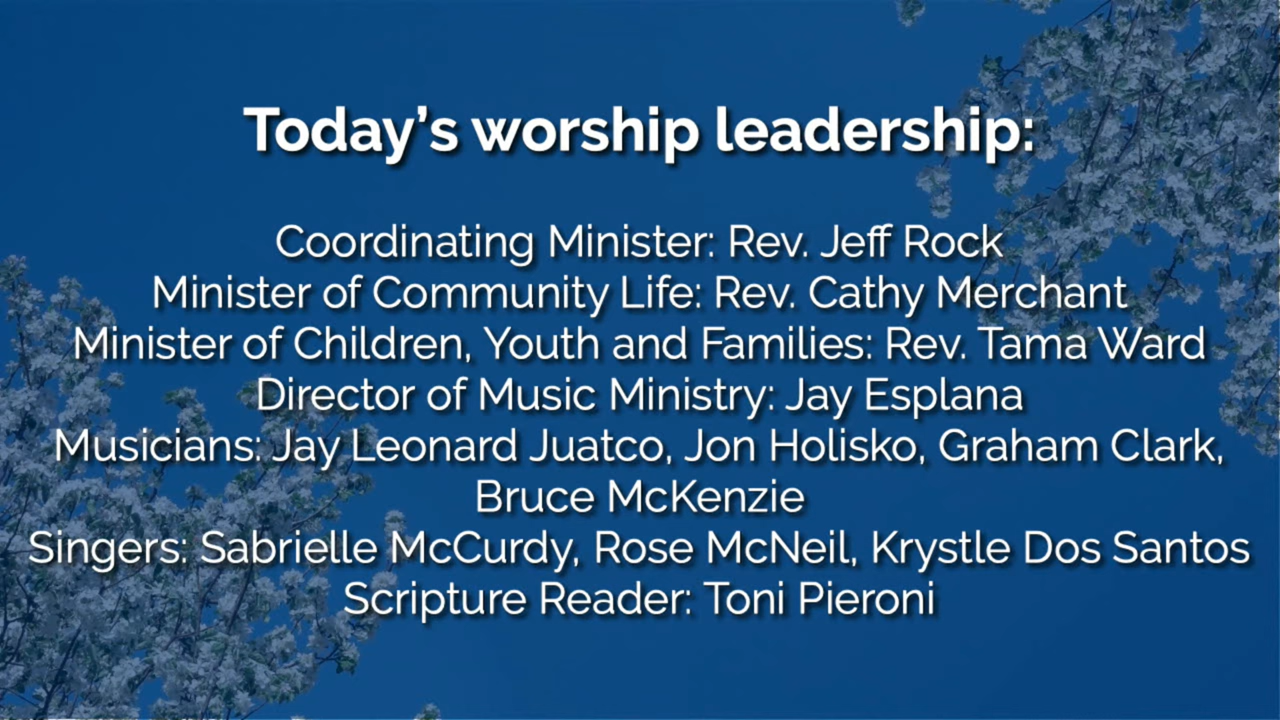 Today’s worship leadership:
Coordinating Minister: Rev. Jeff Rock
Minister of Community Life: Rev. Cathy Merchant
Minister of Children, Youth and Families: Rev. Tama Ward
Director of Music Ministry: Jay Esplana
Musicians: Jay Leonard Juatco, Jon Holisko, Graham Clark,
Bruce McKenzie
Singers: Sabrielle McCurdy, Rose McNeil, Krystle Dos Santos
Scripture Reader: Toni Pieroni